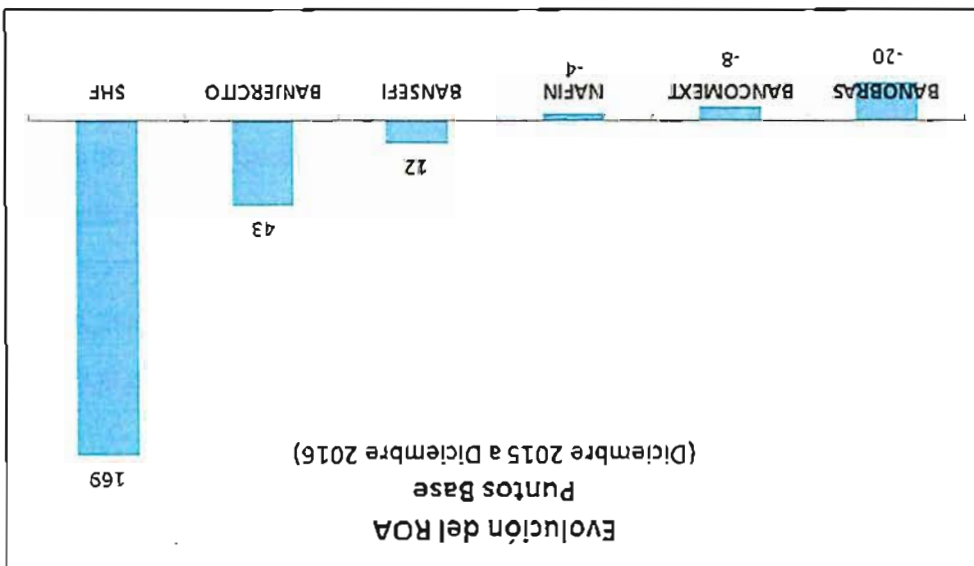 Evolución del ROA
Puntos Base
(Diciembre 2015 a Diciembre 2016)
-20
-8
-4
12
43
169
BANOBRAS
BANCOMEXT
NAFIN
BANSEFI
BANJERCITO
SHF